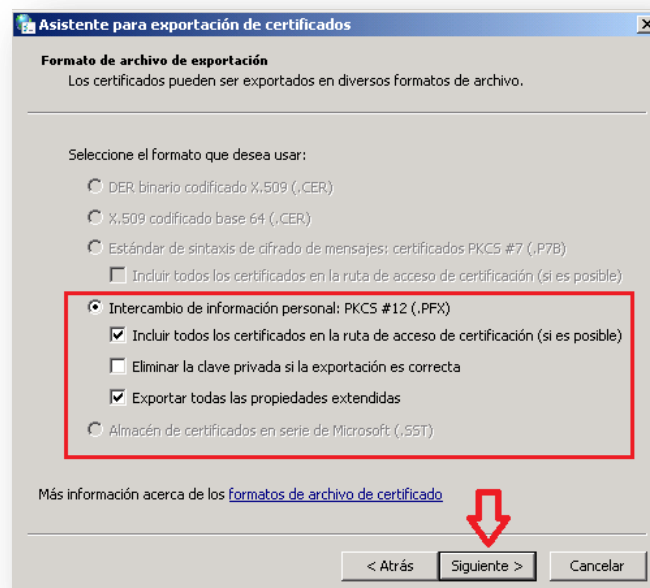 Asistente para exportación de certificados
Formato de archivo de exportación
Los certificados pueden ser exportados en diversos formatos de archivo.
Seleccione el formato que desea usar:
DER binario codificado X.509 (.CER)
X.509 codificado base 64 (.CER)
Estándar de sintaxis de cifrado de mensajes: certificados PKCS #7 (.P7B)
Incluir todos los certificados en la ruta de acceso de certificación (si es posible)
Intercambio de información personal: PKCS #12 (.PFX)
Incluir todos los certificados en la ruta de acceso de certificación (si es posible)
Eliminar la clave privada si la exportación es correcta
Exportar todas las propiedades extendidas
Almacén de certificados en serie de Microsoft (.SST)
Más información acerca de los formatos de archivo de certificado
< Atrás Siguiente > Cancelar